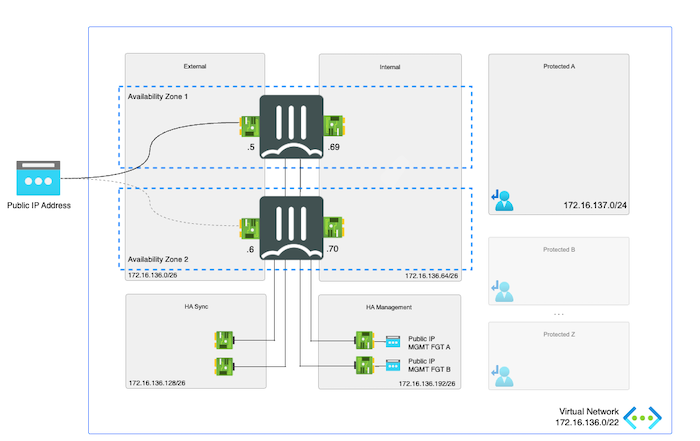 External
Internal
Protected A
Availability Zone 1
.5
.69
Public IP Address
172.16.137.0/24
.6
.70
Protected B
Availability Zone 2
172.16.136.0/26
172.16.136.64/26
...
HA Sync
HA Management
Protected Z
Public IP
MGMT FGT A
Public IP
MGMT FGT B
172.16.136.128/26
172.16.136.192/26
Virtual Network
172.16.136.0/22